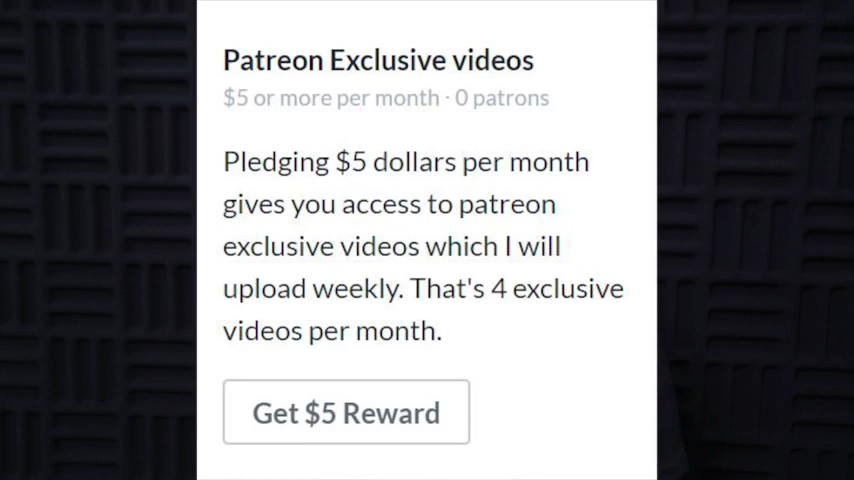 Patreon Exclusive videos
$5 or more per month · 0 patrons
Pledging $5 dollars per month
gives you access to patreon
exclusive videos which I will
upload weekly. That's 4 exclusive
videos per month.
Get $5 Reward